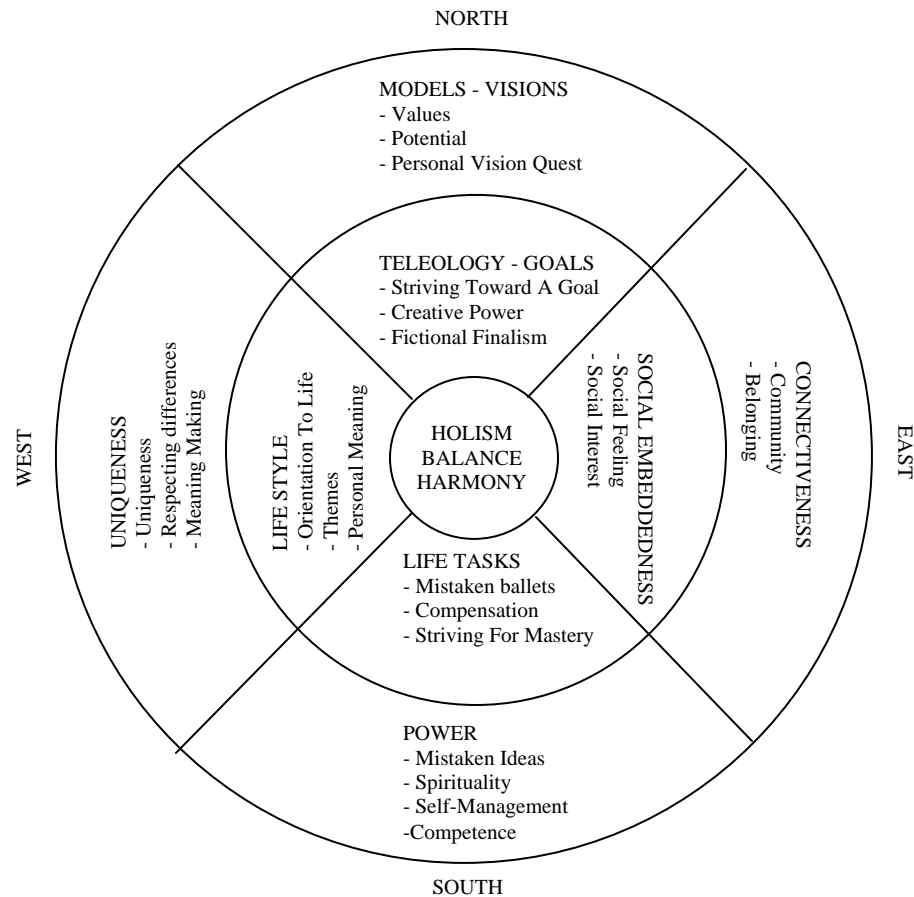 NORTH
MODELS - VISIONS
- Values
- Potential
- Personal Vision Quest
TELEOLOGY - GOALS
- Striving Toward A Goal
- Creative Power
- Fictional Finalism
WEST
UNIQUENESS
- Uniqueness
- Respecting differences
- Meaning Making
LIFE STYLE
- Orientation To Life
- Themes
- Personal Meaning
HOLISM
BALANCE
HARMONY
SOCIAL EMBEDDEDNESS
- Social Feeling
- Social Interest
CONNECTIVENESS
- Community
- Belonging
EAST
LIFE TASKS
- Mistaken ballets
- Compensation
- Striving For Mastery
POWER
- Mistaken Ideas
- Spirituality
- Self-Management
-Competence
SOUTH